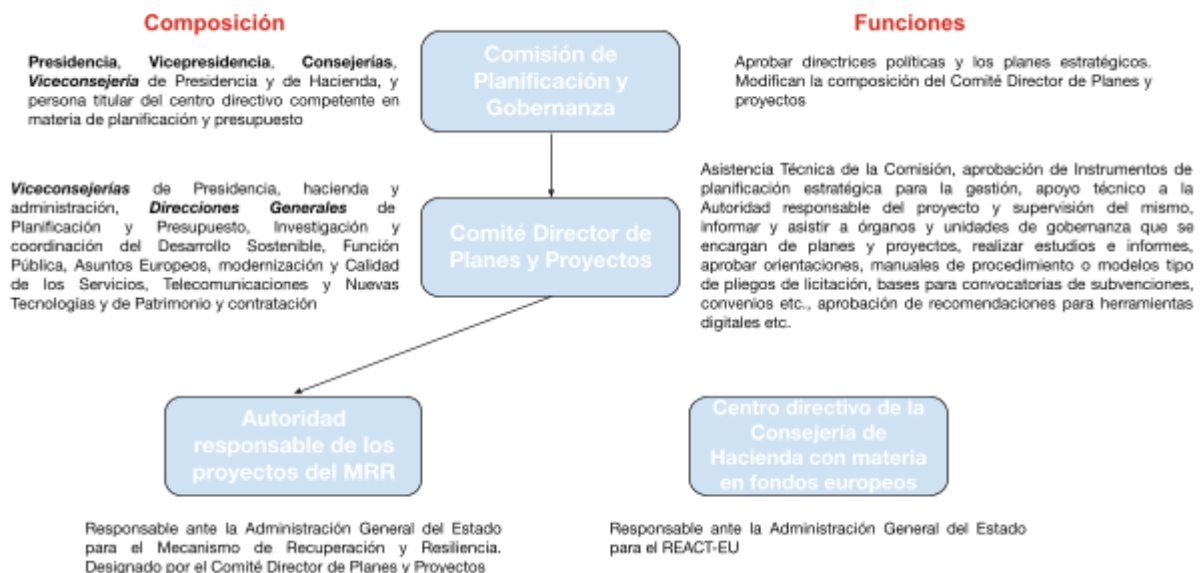 Composición
Funciones
Presidencia, Vicepresidencia, Consejerías,
Viceconsejería de Presidencia y de Hacienda, y
persona titular del centro directivo competente en
materia de planificación y presupuesto
Comisión de
Planificación y
Gobernanza
Aprobar directrices políticas y los planes estratégicos.
Modifican la composición del Comité Director de Planes y
proyectos
Viceconsejerías de Presidencia, hacienda y
administración, Direcciones Generales de
Planificación y Presupuesto, Investigación y
coordinación del Desarrollo Sostenible, Función
Pública, Asuntos Europeos, modernización y Calidad
de los Servicios, Telecomunicaciones y Nuevas
Tecnologías y de Patrimonio y contratación
Comité Director de
Planes y Proyectos
Asistencia Técnica de la Comisión, aprobación de Instrumentos de
planificación estratégica para la gestión, apoyo técnico a la
Autoridad responsable del proyecto y supervisión del mismo,
informar y asistir a órganos y unidades de gobernanza que se
encargan de planes y proyectos, realizar estudios e informes,
aprobar orientaciones, manuales de procedimiento o modelos tipo
de pliegos de licitación, bases para convocatorias de subvenciones,
convenios etc., aprobación de recomendaciones para herramientas
digitales etc.
Autoridad
responsable de los
proyectos del MRR
Centro directivo de la
Consejería de
Hacienda con materia
en fondos europeos
Responsable ante la Administración General del Estado
para el Mecanismo de Recuperación y Resiliencia.
Designado por el Comité Director de Planes y Proyectos
Responsable ante la Administración General del Estado
para el REACT-EU